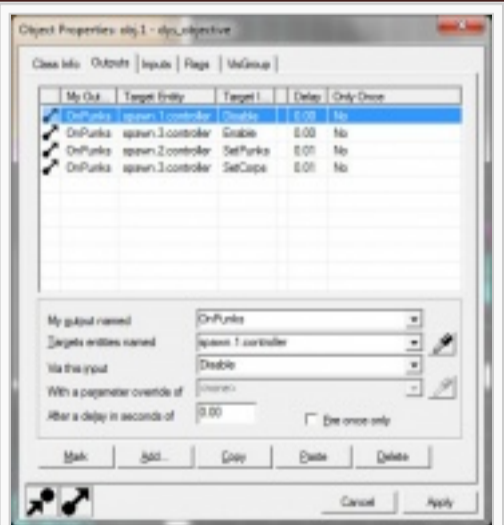 Object Properties: obj.1 - dys_objective
Class Info Outputs Inputs Flags VisGroup
My Out... Target Entity Target I... Delay Only Once
OnPunks spawn.1.controller Disable 0.00 No
OnPunks spawn.3.controller Enable 0.00 No
OnPunks spawn.2.controller SetPunks 0.01 No
OnPunks spawn.3.controller SetCorps 0.01 No
My output named OnPunks
Targets entities named spawn.1.controller
Via this input Disable
With a parameter override of <none>
After a delay in seconds of 0.00 Fire once only
Mark Add... Copy Paste Delete
Cancel Apply